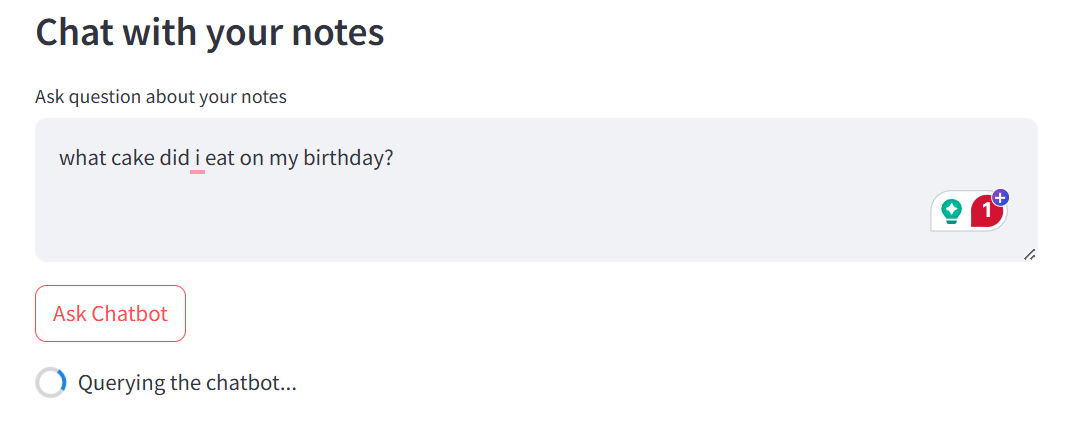 Chat with your notes
Ask question about your notes
what cake did i eat on my birthday?
1
Ask Chatbot
Querying the chatbot...